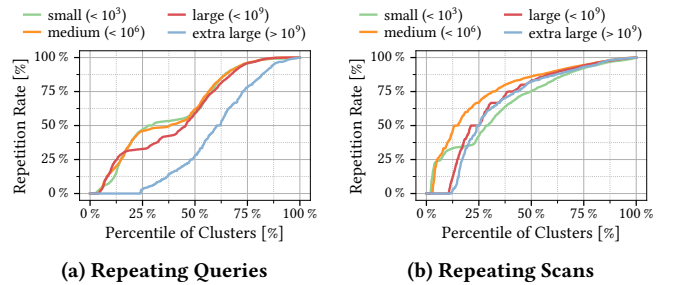 small (< 10³) large (< 10⁹)
medium (< 10⁶) extra large (> 10⁹)
100 %
75 %
50 %
25 %
0 %
Repetition Rate [%]
0 % 25 % 50 % 75 % 100 %
Percentile of Clusters [%]
(a) Repeating Queries
small (< 10³) large (< 10⁹)
medium (< 10⁶) extra large (> 10⁹)
100 %
75 %
50 %
25 %
0 %
Repetition Rate [%]
0 % 25 % 50 % 75 % 100 %
Percentile of Clusters [%]
(b) Repeating Scans